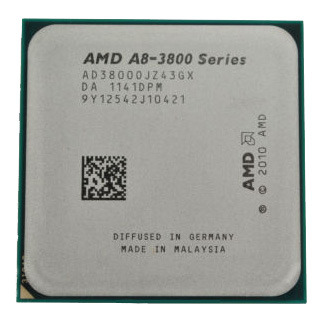 AMD A8-3800 Series
AD3800OJZ43GX
DA 1141DPM
9Y12542J10421
AMD
® © 2010 AMD
DIFFUSED IN GERMANY
MADE IN MALAYSIA